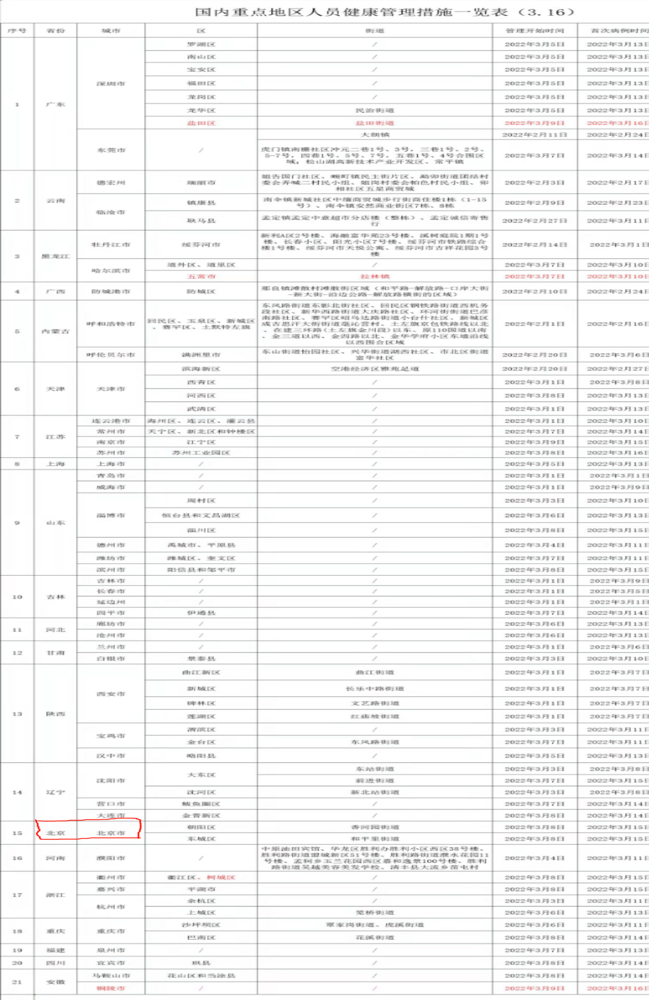 国内重点地区人员健康管理措施一览表（3.16）
序号 省份 城市 区 街道 管理开始时间 首次病例时间
1 广东 深圳市 罗湖区 / 2022年3月5日 2022年3月13日
南山区 / 2022年3月5日 2022年3月13日
宝安区 / 2022年3月5日 2022年3月13日
福田区 / 2022年3月5日 2022年3月13日
龙岗区 / 2022年3月5日 2022年3月13日
龙华区 民治街道 2022年3月5日 2022年3月13日
盐田区 盐田街道 2022年3月9日 2022年3月16日
东莞市 / 大朗镇 2022年2月11日 2022年2月24日
虎门镇南栅社区冲元二巷1号、3号，三巷1号、2号、
5-7号，四巷1号、5号、7号，五巷1号、4号合围区
域；松山湖高新技术产业开发区、常平镇
2022年3月7日 2022年3月14日
2 云南 德宏州 瑞丽市
姐告国门社区、畹町镇民主街片区、勐卯街道团结村
委会弄喊二村民小组、姐岗村委会帕色村民小组、卯
相社区五星商贸城
2022年2月3日 2022年2月17日
临沧市 镇康县
南伞镇新城社区中缅商贸城步行街商住楼1栋（1-15
号）、南伞镇安然商业街区7栋、8栋
2022年2月9日 2022年2月23日
耿马县
孟定镇孟定中意超市分店楼（整栋）、孟定诚信寄售
行
2022年2月27日 2022年3月11日
3 黑龙江 牡丹江市 绥芬河市
新利A区2号楼、海融富华苑23号楼、溪树庭院1期1号
楼、长春小区、阳光小区7号楼、绥芬河市铁路综合
楼1号楼、绥芬河市天悦公寓、绥芬河市吉祥花园3号
楼
2022年2月14日 2022年3月1日
哈尔滨市 道外区、道里区 / 2022年3月7日 2022年3月10日
五常市 拉林镇 2022年3月7日 2022年3月10日
4 广西 防城港市 防城区
那良镇滩散村滩散街区域（和平路-解放路-口岸大街
-新大街-沿边公路-解放路横街的区域）
2022年2月10日 2022年2月24日
5 内蒙古 呼和浩特市
回民区、玉泉区、新城区
、赛罕区、土默特左旗
东风路街道东影北街社区、回民区钢铁路街道西机务
段社区、新华西路街道大庆路社区、环河街街道巴彦
南路社区、赛罕区昭乌达路街道小台什社区、新城区
成吉思汗大街街道毫沁营村、土左旗京包铁路线以北
、在建三环路(土左旗金川段)以东、原110国道以南
、金三道以西、金四路以北、金华学府小区东墙沿线
以西围合区域
2022年2月1日 2022年2月16日
呼伦贝尔市 满洲里市
东山街道怡园社区、兴华街道湖西社区、市北区街道
富华社区
2022年2月20日 2022年3月6日
6 天津 天津市 滨海新区 空港经济区雅苑足道 2022年2月20日 2022年2月27日
西青区 / 2022年3月1日 2022年3月8日
河西区 / 2022年3月8日 2022年3月13日
武清区 / 2022年3月1日 2022年3月13日
7 江苏 连云港市 海州区、连云区、灌云县 / 2022年3月1日 2022年3月10日
常州市 天宁区、新北区和钟楼区 / 2022年3月7日 2022年3月14日
南京市 江宁区 / 2022年3月9日 2022年3月15日
苏州市 苏州工业园区 / 2022年3月8日 2022年3月16日
8 上海 上海市 / / 2022年3月5日 2022年3月13日
9 山东 青岛市 / / 2022年3月1日 2022年3月1日
威海市 / / 2022年3月1日 2022年3月9日
淄博市 周村区 / 2022年3月3日 2022年3月10日
桓台县和文昌湖区 / 2022年3月6日 2022年3月13日
淄川区 / 2022年3月8日 2022年3月15日
德州市 禹城市、平原县 / 2022年3月4日 2022年3月11日
潍坊市 潍城区、奎文区 / 2022年3月7日 2022年3月11日
滨州市 阳信县和邹平市 / 2022年3月8日 2022年3月15日
10 吉林 吉林市 / / 2022年3月1日 2022年3月9日
长春市 / / 2022年3月1日 2022年3月5日
延边州 / / 2022年3月1日 2022年3月1日
四平市 伊通县 / 2022年3月7日 2022年3月14日
11 河北 廊坊市 / / 2022年3月6日 2022年3月13日
沧州市 / / 2022年3月6日 2022年3月13日
12 甘肃 兰州市 / / 2022年3月1日 2022年3月6日
白银市 景泰县 / 2022年3月3日 2022年3月10日
13 陕西 西安市 曲江新区 曲江街道 2022年3月1日 2022年3月7日
新城区 长乐中路街道 2022年3月1日 2022年3月7日
碑林区 文艺路街道 2022年3月1日 2022年3月7日
莲湖区 红庙坡街道 2022年3月1日 2022年3月7日
宝鸡市 渭滨区 / 2022年3月3日 2022年3月11日
金台区 东风路街道 2022年3月7日 2022年3月11日
汉中市 略阳县 / 2022年3月5日 2022年3月13日
14 辽宁 沈阳市 大东区 东站街道 2022年3月3日 2022年3月8日
前进街道 2022年3月7日 2022年3月15日
沈河区 新北站街道 2022年3月3日 2022年3月8日
营口市 鲅鱼圈区 / 2022年3月7日 2022年3月14日
大连市 金普新区 / 2022年3月8日 2022年3月14日
15 北京 北京市 朝阳区 香河园街道 2022年3月8日 2022年3月15日
东城区 和平里街道 2022年3月8日 2022年3月15日
16 河南 濮阳市 /
中原油田宾馆、华龙区胜利办胜利小区西区38号楼、
胜利路街道盟城新区51号楼、胜利路街道濮水花园11
号楼、孟轲乡玉兰花园西区嘉和逸景100号楼、胜利
路街道吴越美容美发学校、清丰县大流乡苗屯村
2022年3月4日 2022年3月11日
17 浙江 衢州市 衢江区、柯城区 / 2022年3月8日 2022年3月15日
嘉兴市 平湖市 / 2022年3月8日 2022年3月15日
杭州市 余杭区 / 2022年3月3日 2022年3月11日
上城区 笕桥街道 2022年3月6日 2022年3月13日
18 重庆 重庆市 沙坪坝区 覃家岗街道、虎溪街道 2022年3月6日 2022年3月11日
巴南区 花溪街道 2022年3月8日 2022年3月14日
19 福建 泉州市 / / 2022年3月7日 2022年3月13日
20 四川 宜宾市 珙县 / 2022年3月8日 2022年3月14日
21 安徽 马鞍山市 花山区和当涂县 / 2022年3月8日 2022年3月14日
铜陵市 / / 2022年3月9日 2022年3月16日